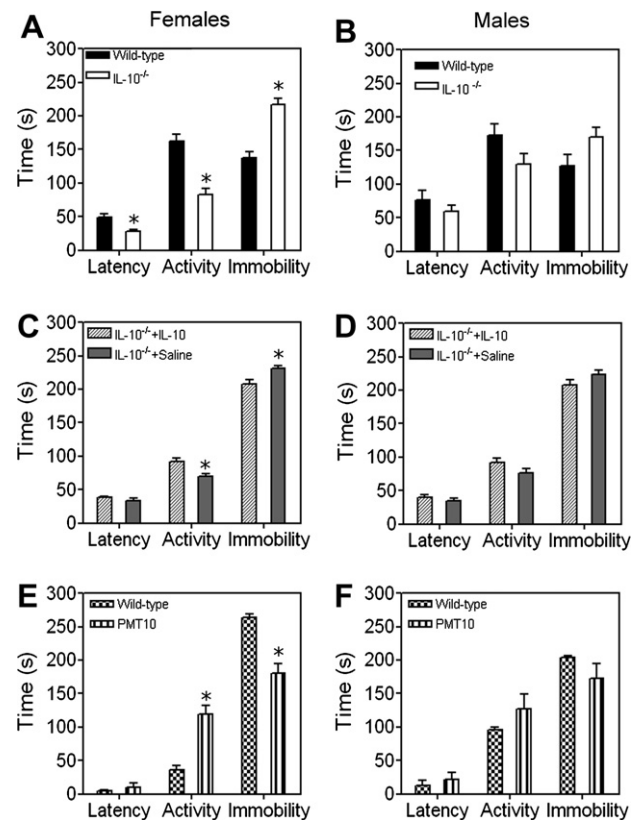 Females
Males
A
Time (s)
300
250
200
150
100
50
0
Wild-type
IL-10-/-
*
*
*
Latency Activity Immobility
B
Time (s)
300
250
200
150
100
50
0
Wild-type
IL-10 -/-
Latency Activity Immobility
C
Time (s)
300
250
200
150
100
50
0
IL-10-/-+IL-10
IL-10-/-+Saline
*
*
Latency Activity Immobility
D
Time (s)
300
250
200
150
100
50
0
IL-10-/-+IL-10
IL-10-/-+Saline
Latency Activity Immobility
E
Time (s)
300
250
200
150
100
50
0
Wild-type
PMT10
*
*
Latency Activity Immobility
F
Time (s)
300
250
200
150
100
50
0
Wild-type
PMT10
Latency Activity Immobility